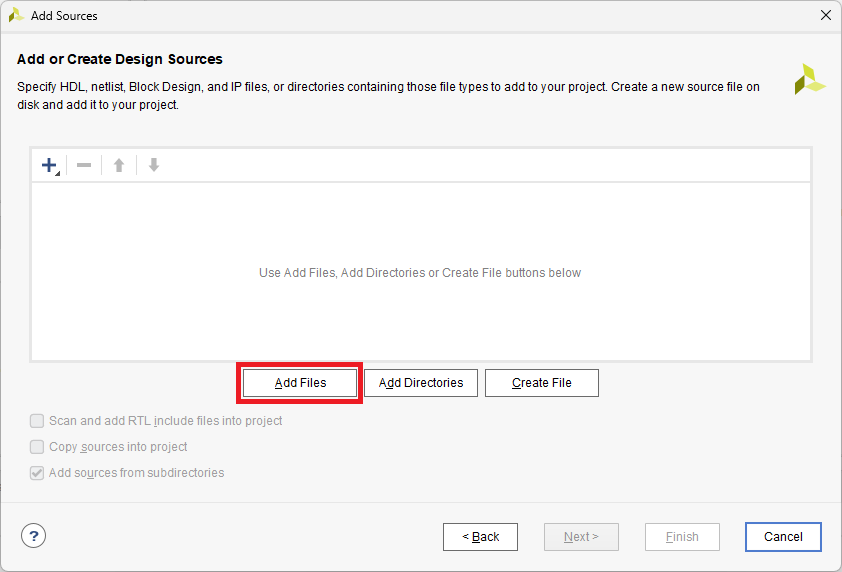 Add Sources
Add or Create Design Sources
Specify HDL, netlist, Block Design, and IP files, or directories containing those file types to add to your project. Create a new source file on
disk and add it to your project.
Use Add Files, Add Directories or Create File buttons below
Add Files
Add Directories
Create File
Scan and add RTL include files into project
Copy sources into project
Add sources from subdirectories
?
< Back
Next >
Finish
Cancel